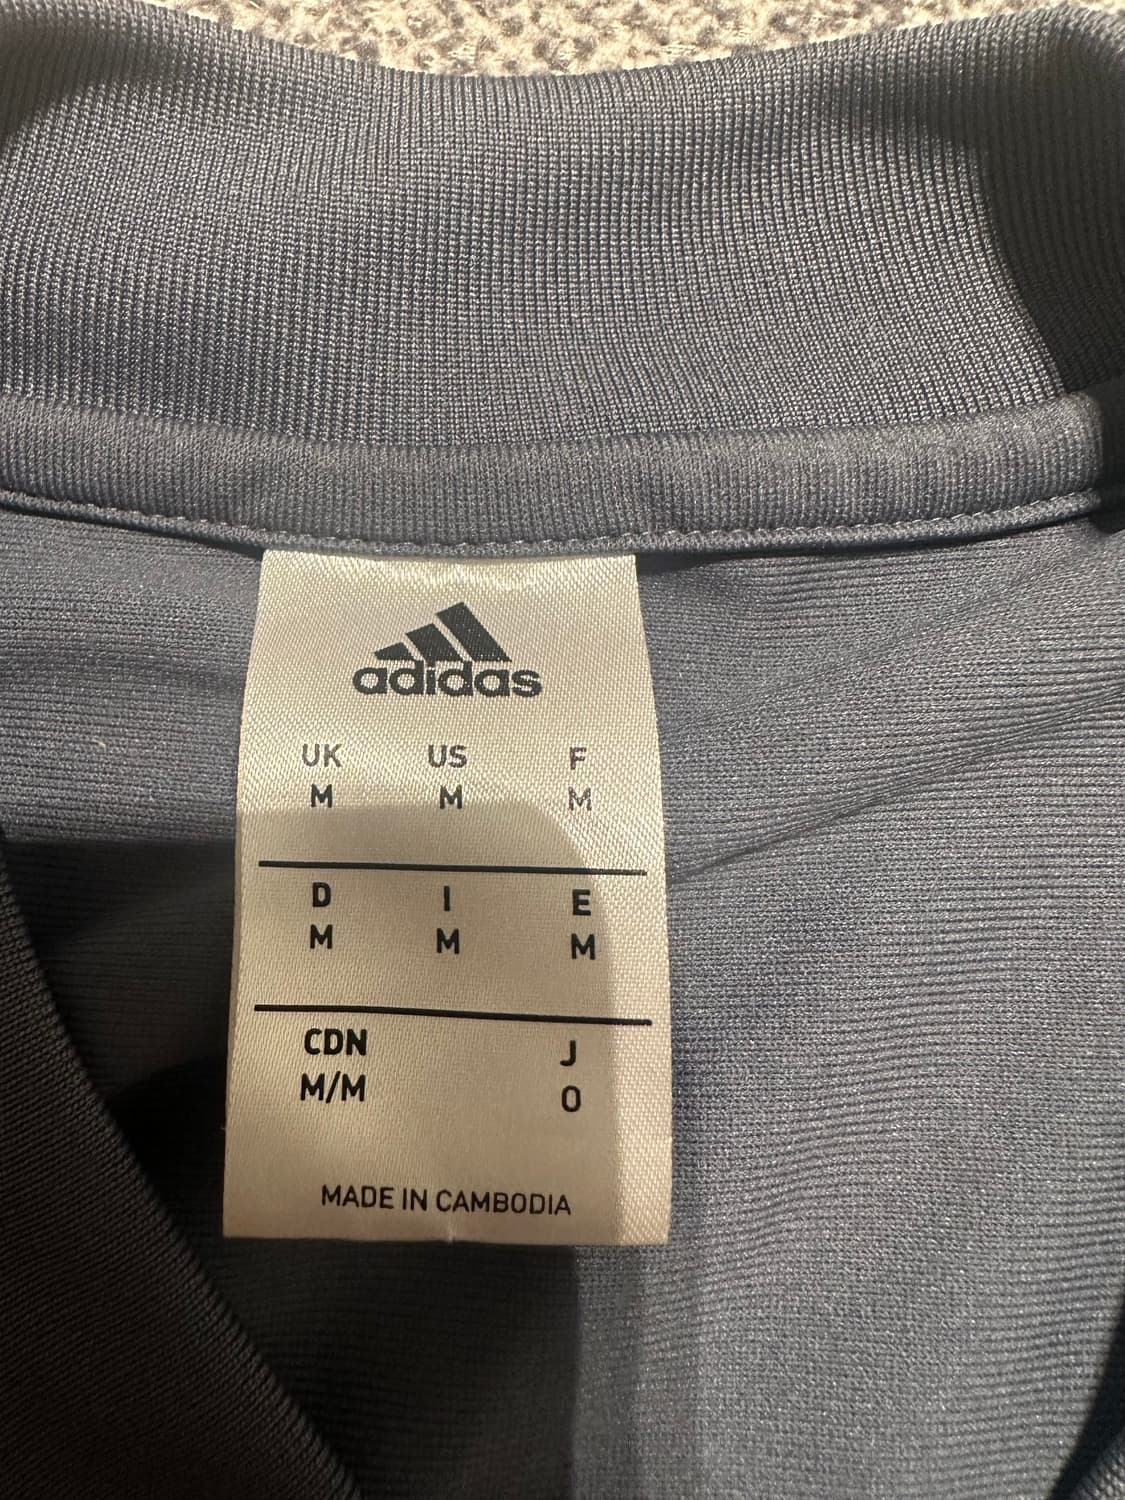 adidas
UK US F
M M M
D I E
M M M
CDN J
M/M O
MADE IN CAMBODIA